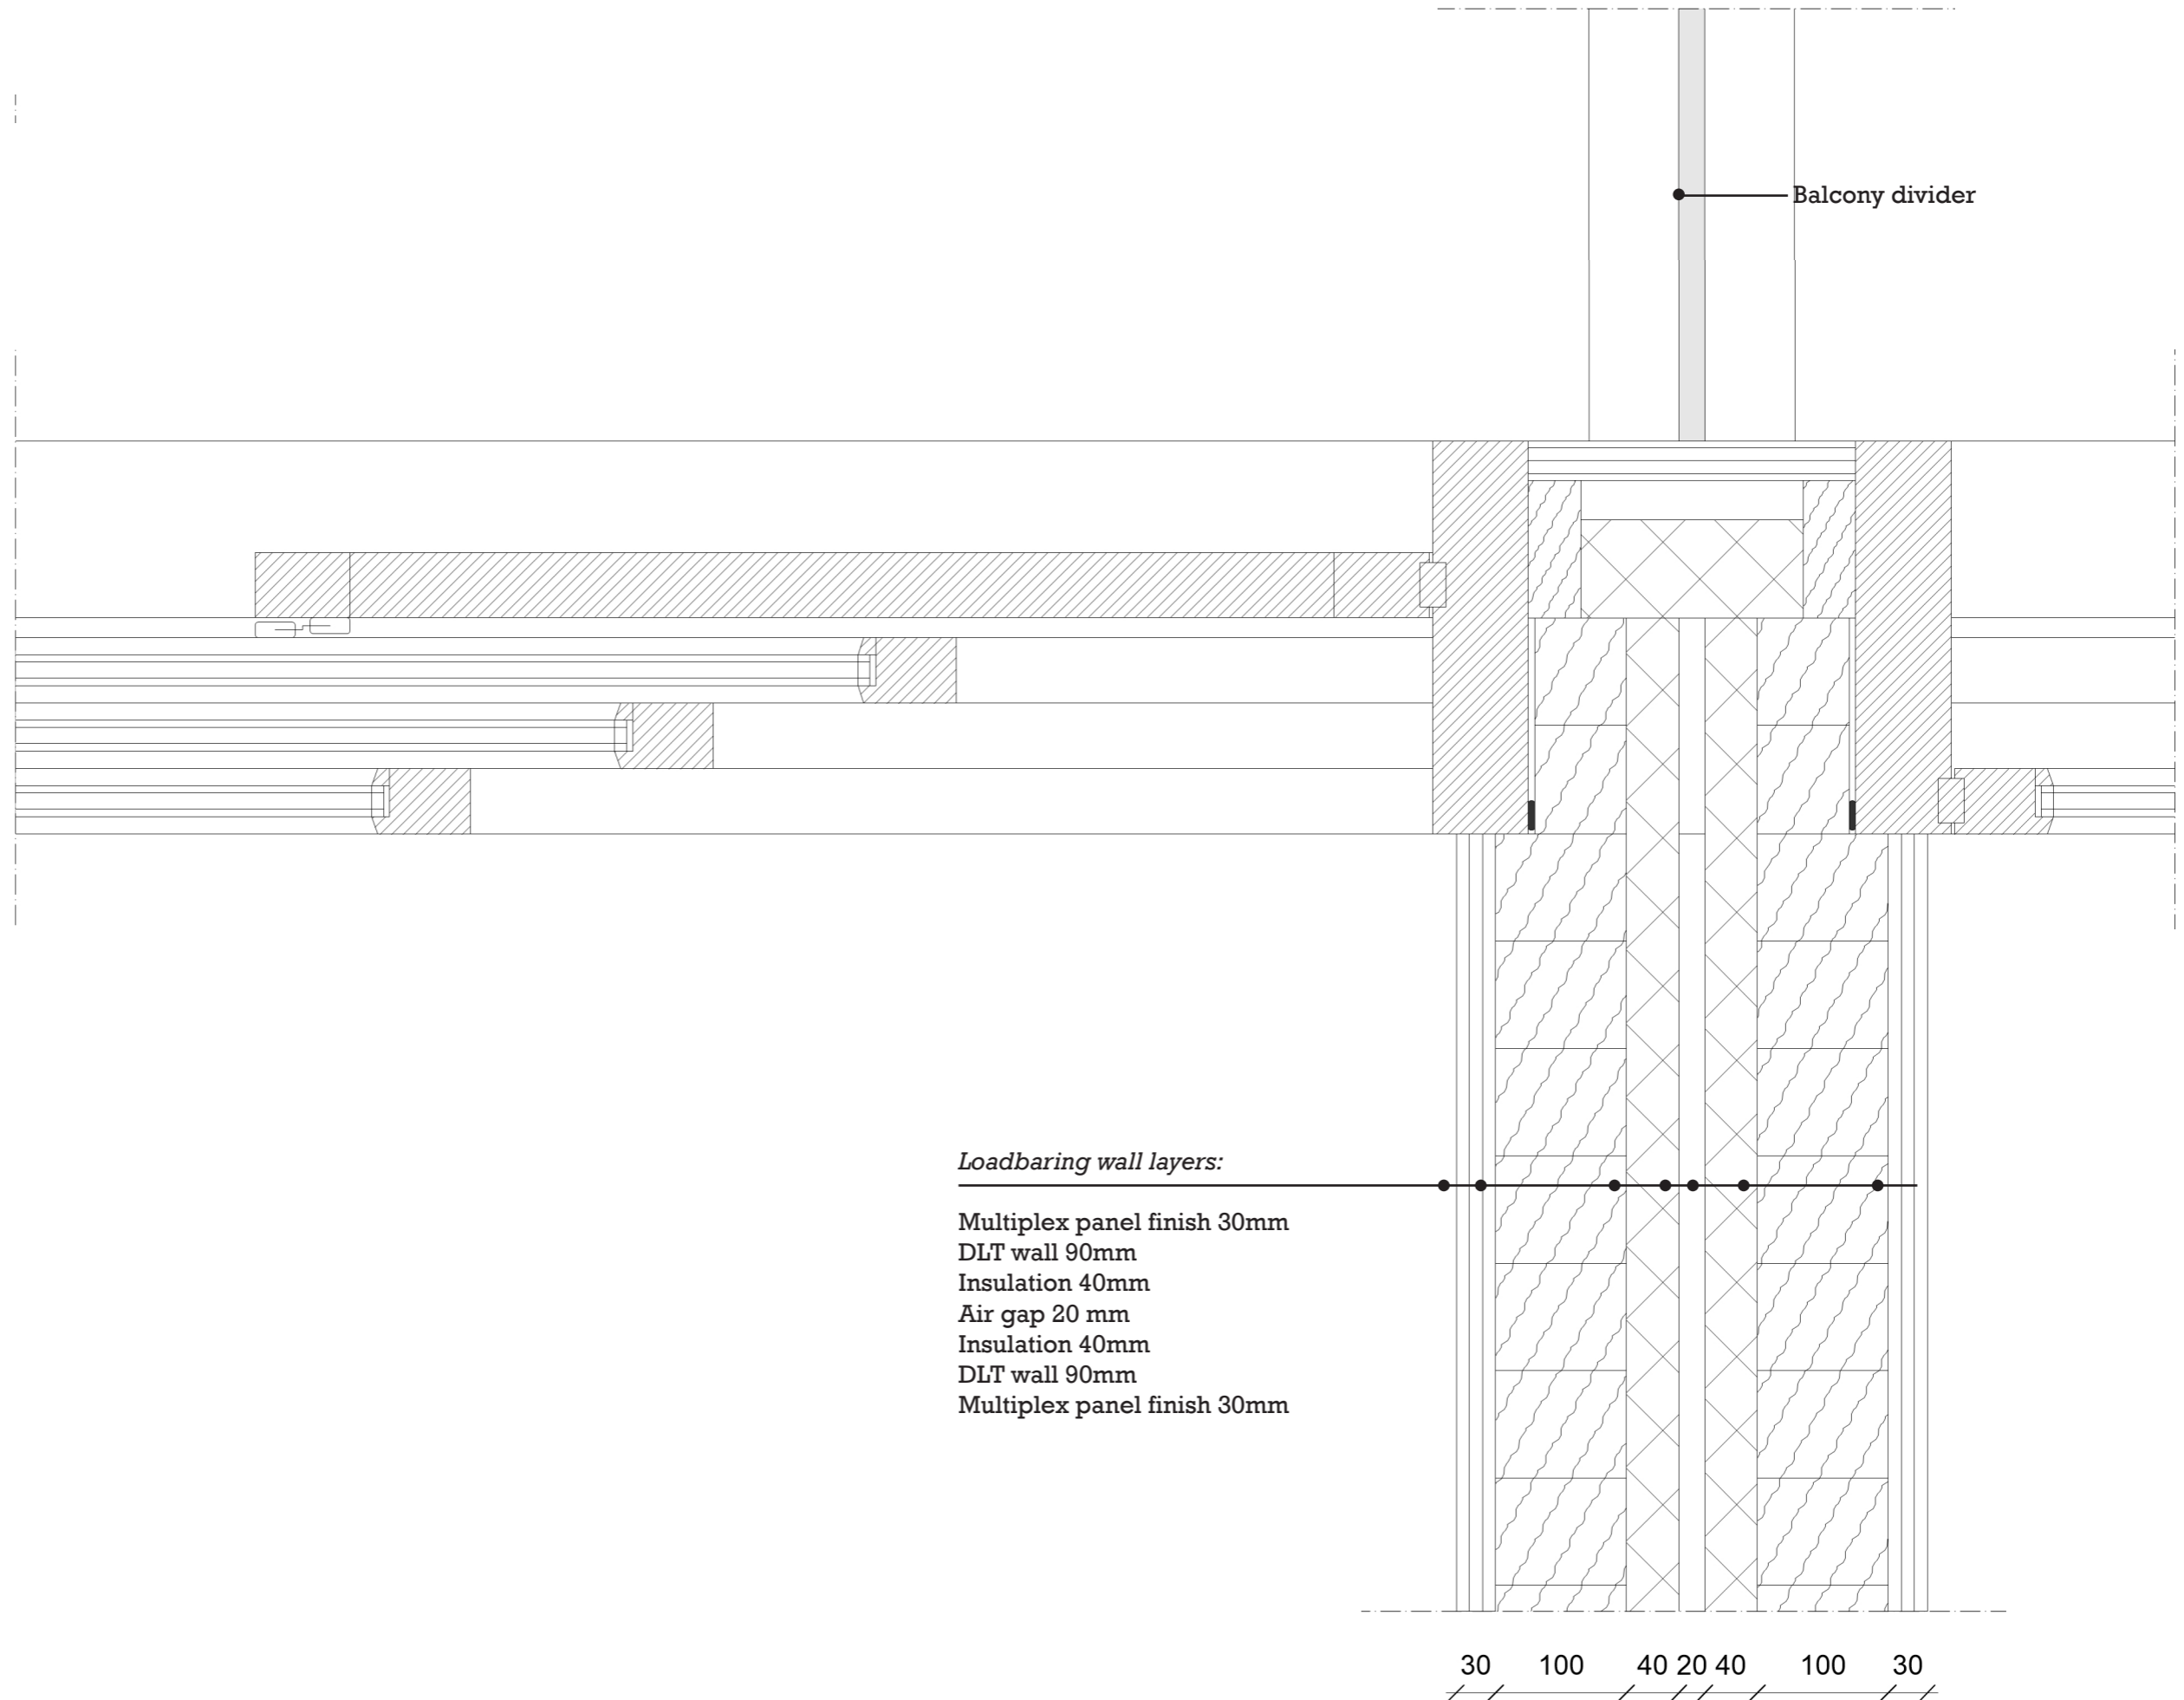 Balcony divider
Loadbaring wall layers:
Multiplex panel finish 30mm
DLT wall 90mm
Insulation 40mm
Air gap 20 mm
Insulation 40mm
DLT wall 90mm
Multiplex panel finish 30mm
30 100 40 20 40 100 30